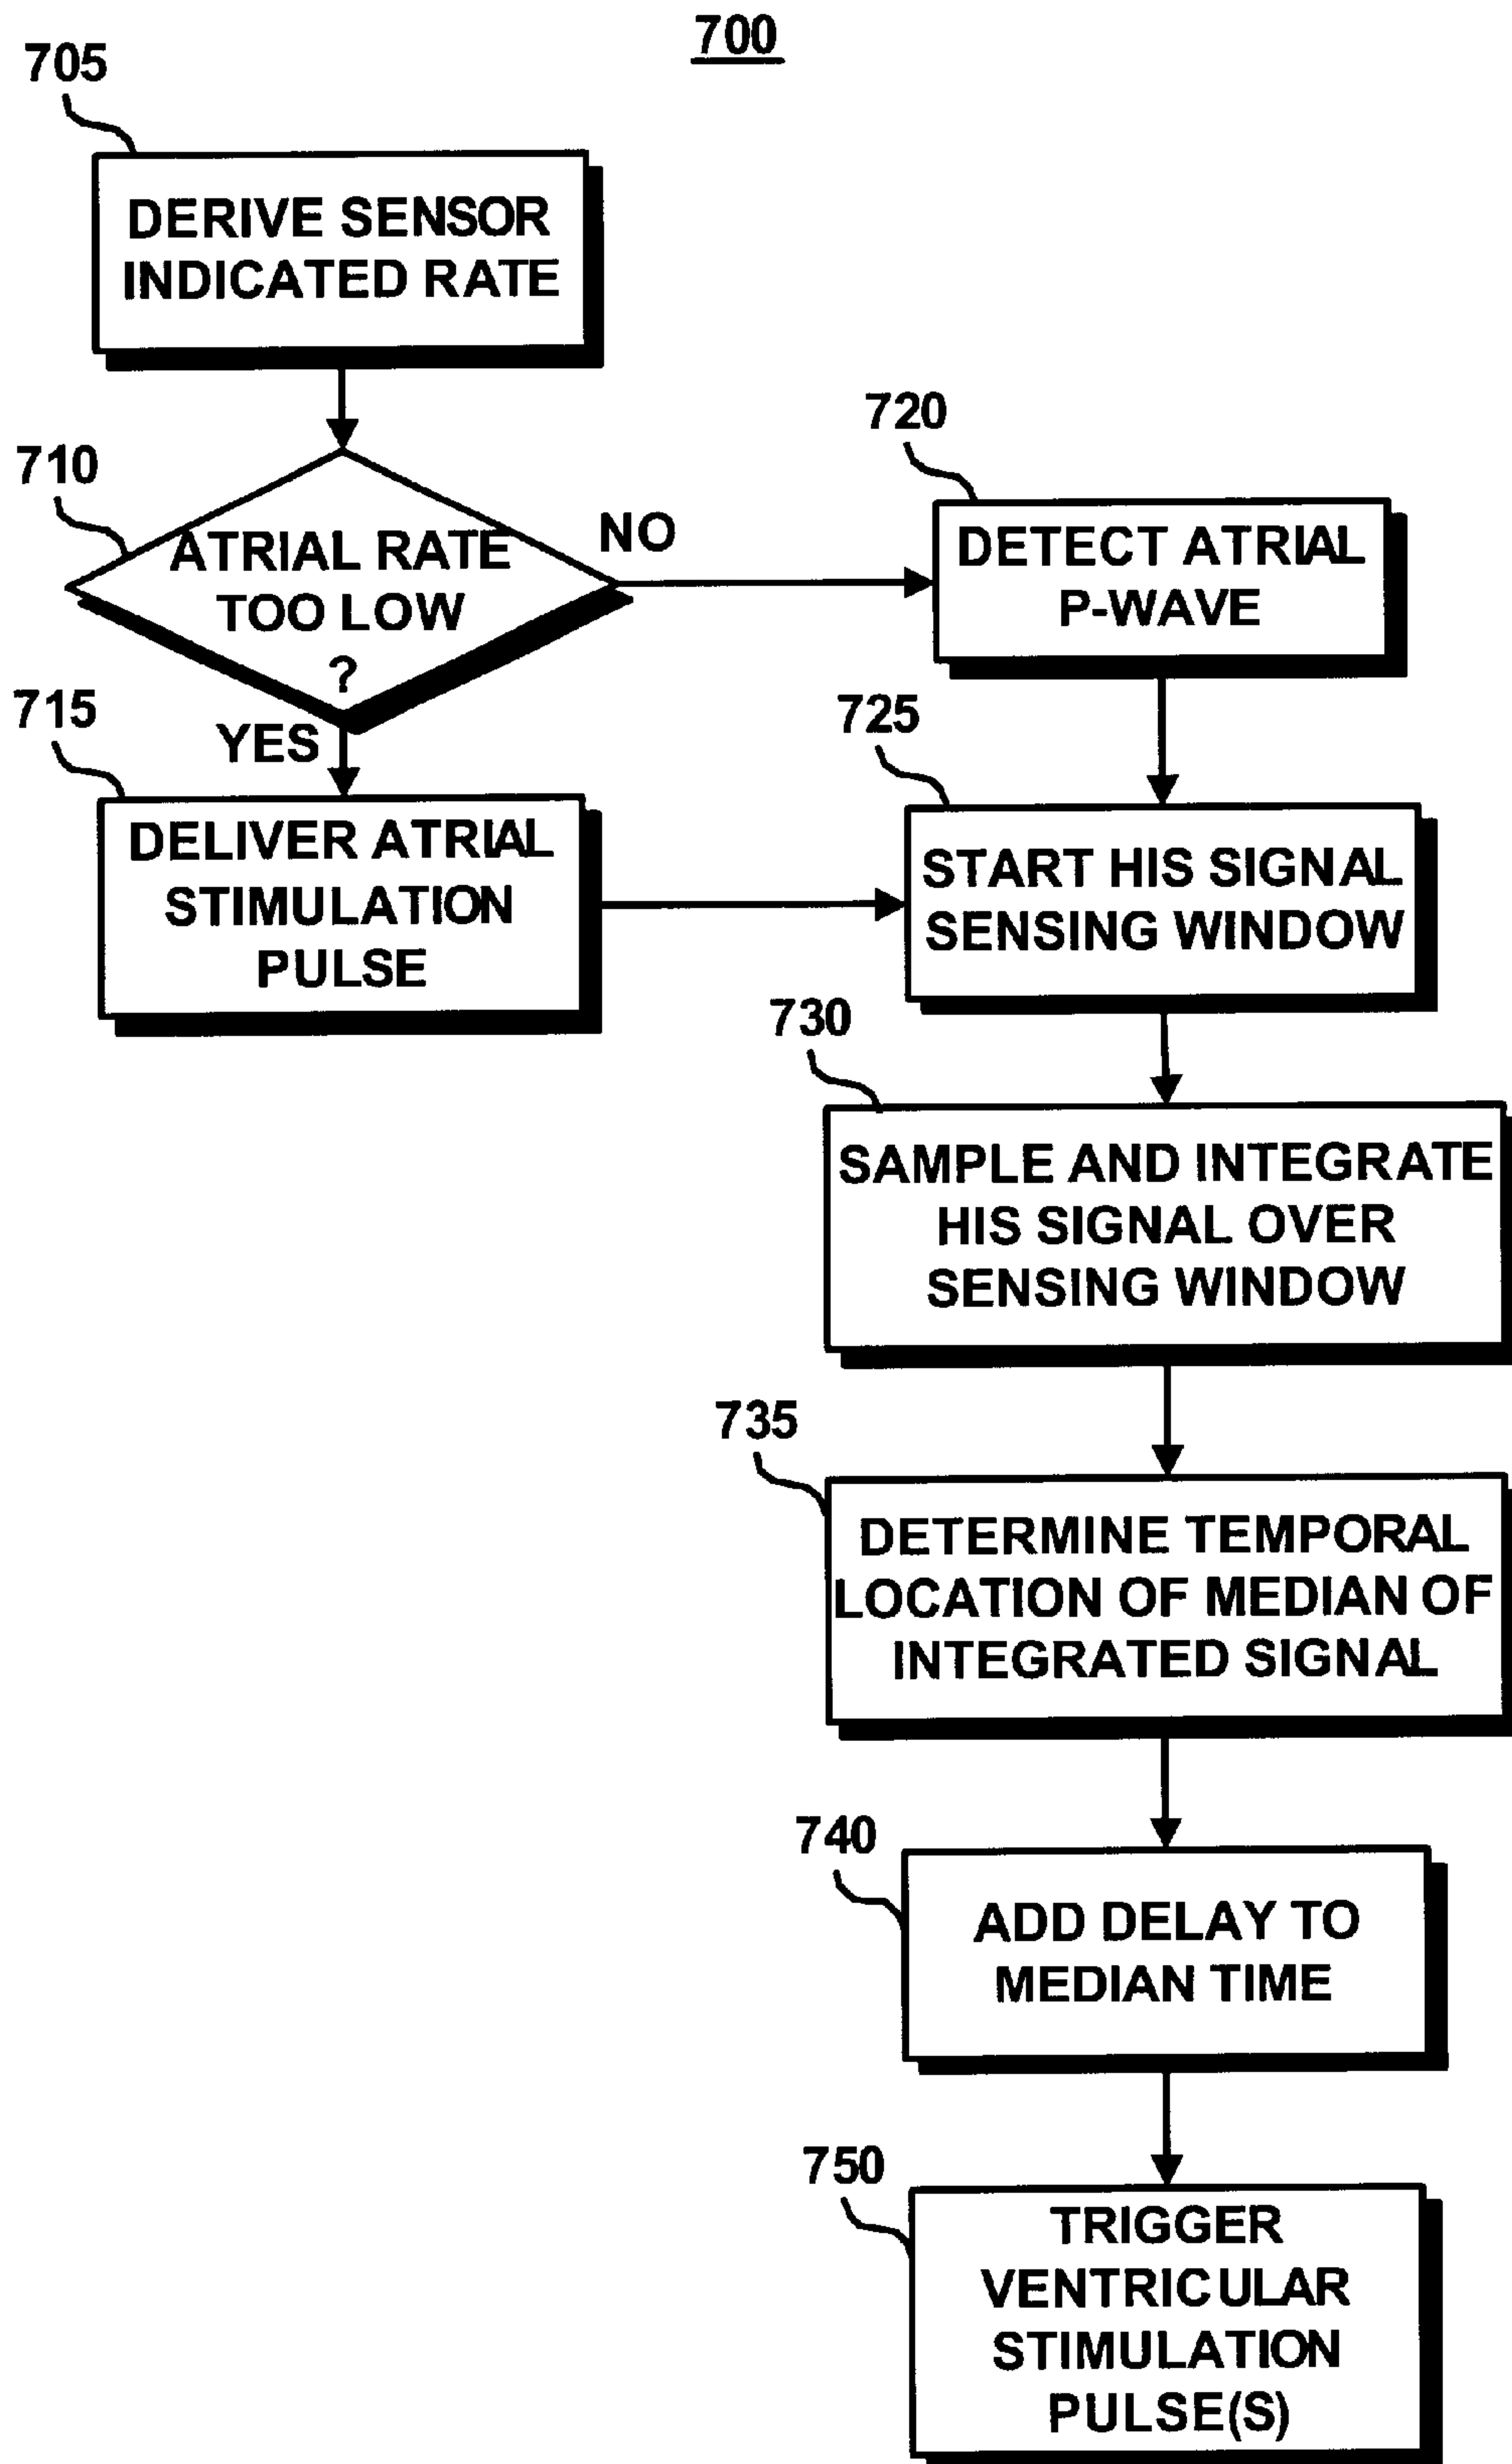 700
705
DERIVE SENSOR
INDICATED RATE
710
ATRIAL RATE
TOO LOW
?
NO
YES
715
DELIVER ATRIAL
STIMULATION
PULSE
720
DETECT ATRIAL
P-WAVE
725
START HIS SIGNAL
SENSING WINDOW
730
SAMPLE AND INTEGRATE
HIS SIGNAL OVER
SENSING WINDOW
735
DETERMINE TEMPORAL
LOCATION OF MEDIAN OF
INTEGRATED SIGNAL
740
ADD DELAY TO
MEDIAN TIME
750
TRIGGER
VENTRICULAR
STIMULATION
PULSE(S)